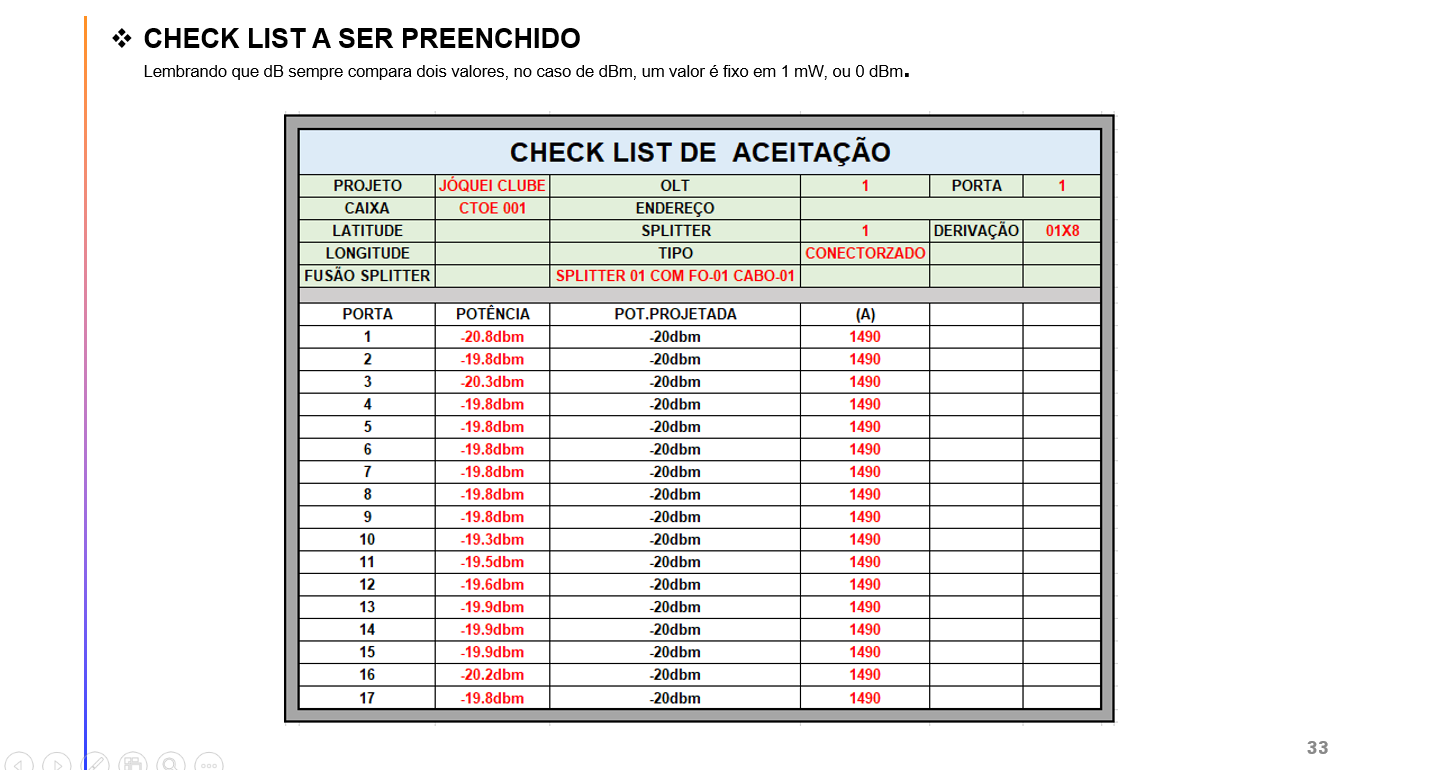 ❖ CHECK LIST A SER PREENCHIDO
Lembrando que dB sempre compara dois valores, no caso de dBm, um valor é fixo em 1 mW, ou 0 dBm.
CHECK LIST DE ACEITAÇÃO
PROJETO JÓQUEI CLUBE OLT 1 PORTA 1
CAIXA CTOE 001 ENDEREÇO
LATITUDE SPLITTER 1 DERIVAÇÃO 01X8
LONGITUDE TIPO CONECTORZADO
FUSÃO SPLITTER SPLITTER 01 COM FO-01 CABO-01
PORTA POTÊNCIA POT.PROJETADA (A)
1 -20.8dbm -20dbm 1490
2 -19.8dbm -20dbm 1490
3 -20.3dbm -20dbm 1490
4 -19.8dbm -20dbm 1490
5 -19.8dbm -20dbm 1490
6 -19.8dbm -20dbm 1490
7 -19.8dbm -20dbm 1490
8 -19.8dbm -20dbm 1490
9 -19.8dbm -20dbm 1490
10 -19.3dbm -20dbm 1490
11 -19.5dbm -20dbm 1490
12 -19.6dbm -20dbm 1490
13 -19.9dbm -20dbm 1490
14 -19.9dbm -20dbm 1490
15 -19.9dbm -20dbm 1490
16 -20.2dbm -20dbm 1490
17 -19.8dbm -20dbm 1490
33